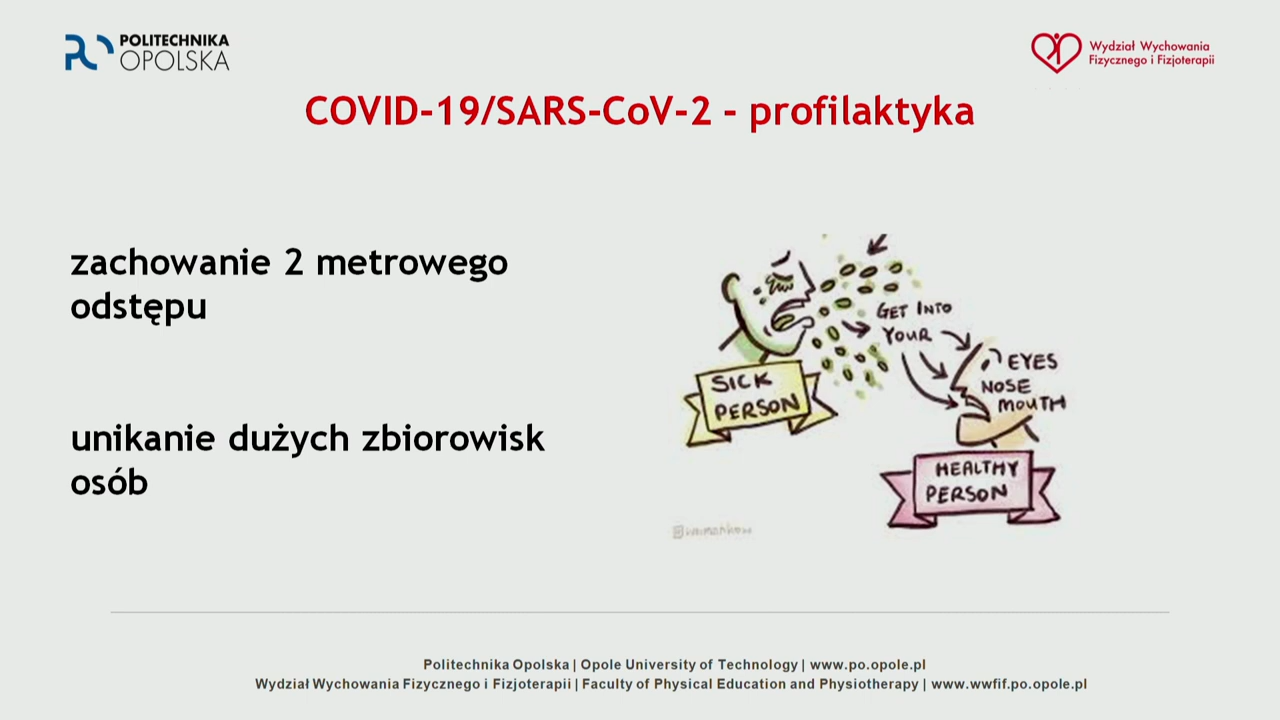 POLITECHNIKA
OPOLSKA
Wydział Wychowania
Fizycznego i Fizjoterapii
COVID-19/SARS-CoV-2 - profilaktyka
zachowanie 2 metrowego
odstępu
unikanie dużych zbiorowisk
osób
GET INTO
YOUR
EYES
NOSE
MOUTH
SICK
PERSON
HEALTHY
PERSON
Politechnika Opolska | Opole University of Technology | www.po.opole.pl
Wydział Wychowania Fizycznego i Fizjoterapii | Faculty of Physical Education and Physiotherapy | www.wwfif.po.opole.pl